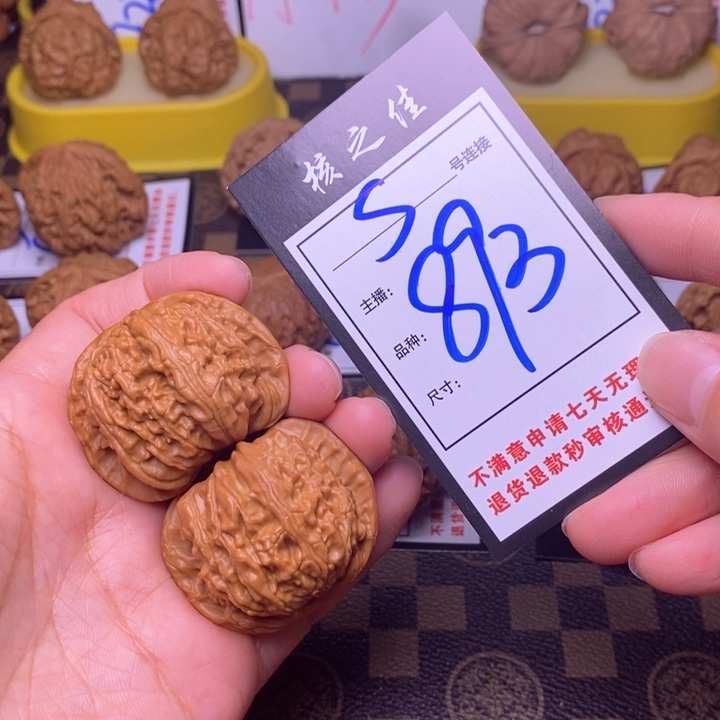 核之佳
S 号连接
893
主播：
品种：
尺寸：
不满意申请七天无理
退货退款秒审核通